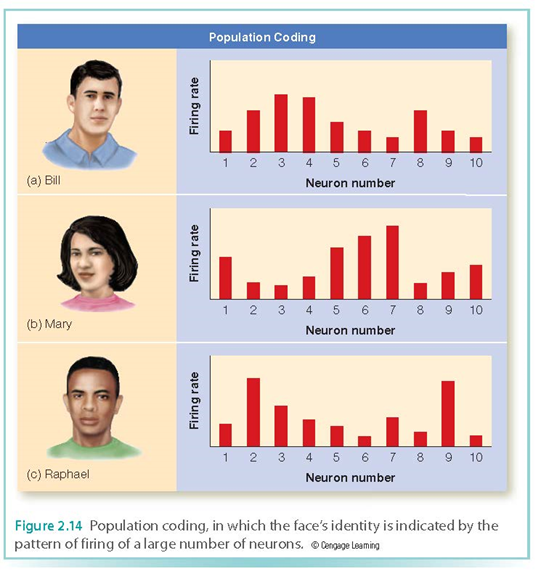 Population Coding
Firing rate
1 2 3 4 5 6 7 8 9 10
Neuron number
(a) Bill
Firing rate
1 2 3 4 5 6 7 8 9 10
Neuron number
(b) Mary
Firing rate
1 2 3 4 5 6 7 8 9 10
Neuron number
(c) Raphael
Figure 2.14 Population coding, in which the face's identity is indicated by the
pattern of firing of a large number of neurons. © Cengage Learning